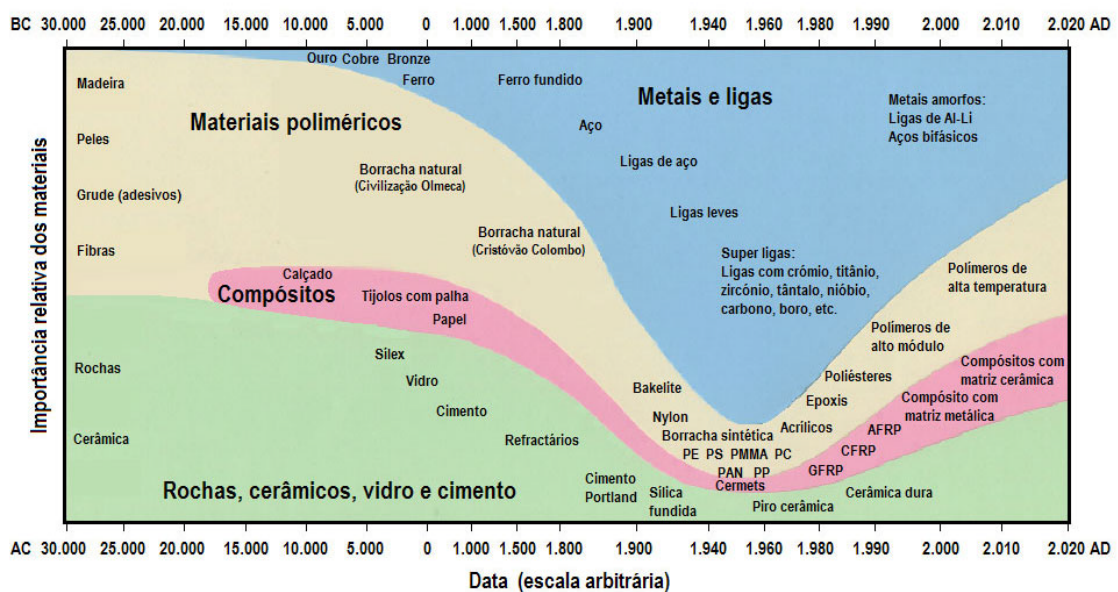 BC 30.000 25.000 20.000 10.000 5.000 0 1.000 1.500 1.800 1.900 1.940 1.960 1.980 1.990 2.000 2.010 2.020 AD
Importância relativa dos materiais
Madeira
Peles
Grude (adesivos)
Fibras
Rochas
Cerâmica
Materiais poliméricos
Ouro Cobre Bronze
Ferro
Ferro fundido
Aço
Ligas de aço
Ligas leves
Metais e ligas
Metais amorfos:
Ligas de Al-Li
Aços bifásicos
Super ligas:
Ligas com crómio, titânio,
zircónio, tântalo, nióbio,
carbono, boro, etc.
Borracha natural
(Civilização Olmeca)
Borracha natural
(Cristóvão Colombo)
Calçado
Compósitos
Tijolos com palha
Papel
Sílex
Vidro
Cimento
Refractários
Rochas, cerâmicos, vidro e cimento
Cimento
Portland
Sílica
fundida
Piro cerâmica
Cerâmica dura
Bakelite
Nylon
Borracha sintética
PE PS PMMA PC
PAN PP
Cermets
Acrílicos
Epoxis
Poliésteres
Polímeros de
alto módulo
Polímeros de
alta temperatura
GFRP
CFRP
AFRP
Compósito com
matriz metálica
Compósitos com
matriz cerâmica
AC 30.000 25.000 20.000 10.000 5.000 0 1.000 1.500 1.800 1.900 1.940 1.960 1.980 1.990 2.000 2.010 2.020 AD
Data (escala arbitrária)